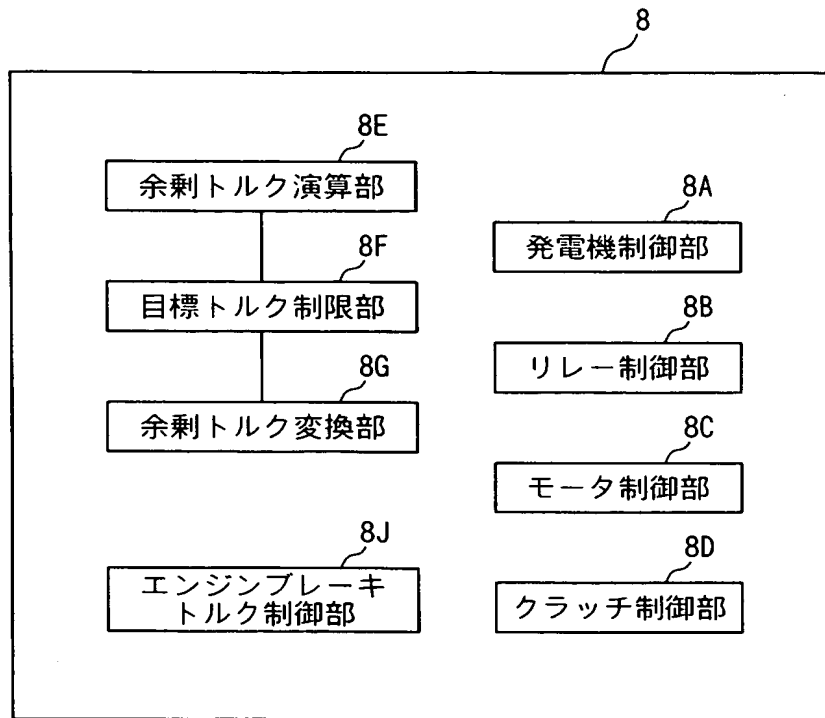 8
8E
余剰トルク演算部
8F
目標トルク制限部
8G
余剰トルク変換部
8J
エンジンブレーキ
トルク制御部
8A
発電機制御部
8B
リレー制御部
8C
モータ制御部
8D
クラッチ制御部